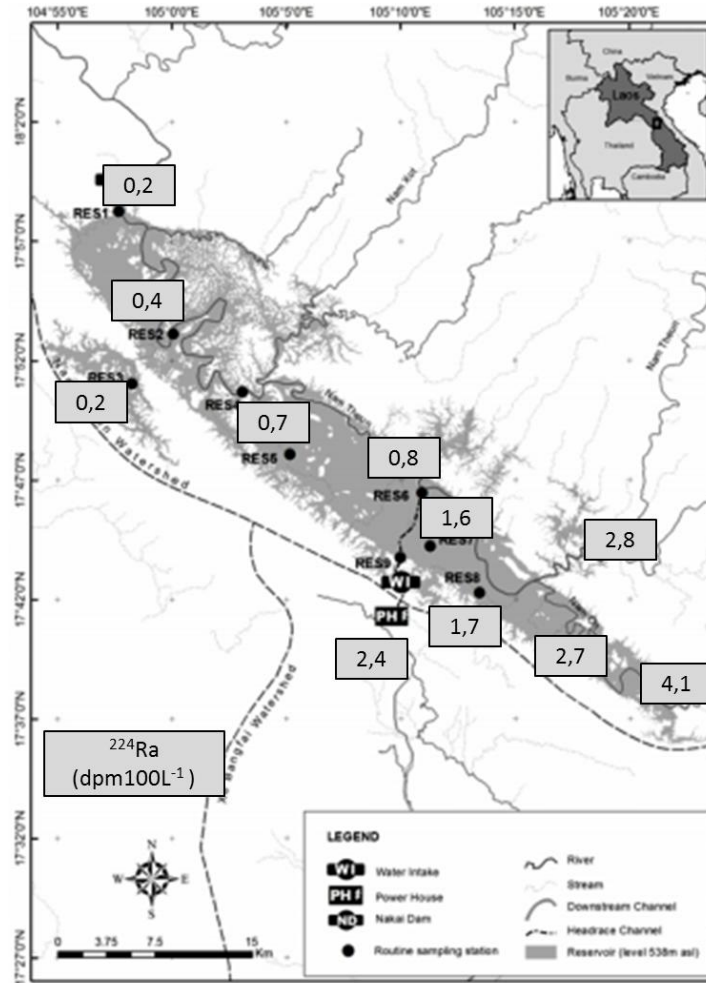 104°55'0"E
105°0'0"E
105°5'0"E
105°10'0"E
105°15'0"E
105°20'0"E
18°2'0"N
17°57'0"N
17°52'0"N
17°47'0"N
17°42'0"N
17°37'0"N
17°32'0"N
17°27'0"N
China
Burma
Vietnam
Laos
Thailand
Cambodia
Nam Kot
Nam Theun
0,2
RES1
0,4
RES2
RES3
0,2
RES4
0,7
Nam
RES5
0,8
RES6
1,6
RES7
2,8
RES9
WI
RES8
PH
1,7
2,4
2,7
4,1
Watershed
Bangfai Watershed
²²⁴Ra
(dpm100L⁻¹ )
N
W E
S
0 3.75 7.5 15
Km
LEGEND
WI Water Intake
PH Power House
ND Nakai Dam
Routine sampling station
River
Stream
Downstream Channel
Headrace Channel
Reservoir (level 538m asl)